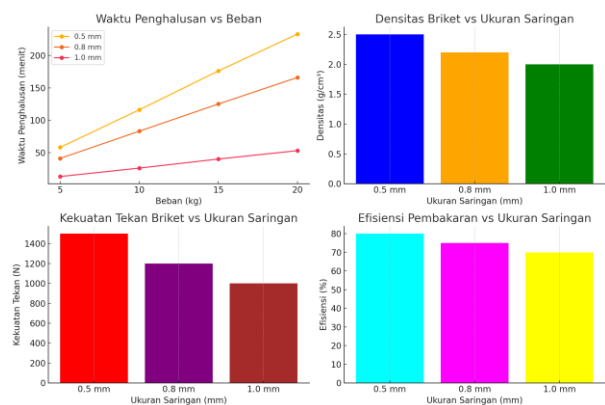 Waktu Penghalusan vs Beban
Waktu Penghalusan (menit)
200
150
100
50
0.5 mm
0.8 mm
1.0 mm
5
10
15
20
Beban (kg)
Densitas Briket vs Ukuran Saringan
Densitas (g/cm³)
2.5
2.0
1.5
1.0
0.5
0.0
0.5 mm
0.8 mm
1.0 mm
Ukuran Saringan (mm)
Kekuatan Tekan Briket vs Ukuran Saringan
Kekuatan Tekan (N)
1400
1200
1000
800
600
400
200
0
0.5 mm
0.8 mm
1.0 mm
Ukuran Saringan (mm)
Efisiensi Pembakaran vs Ukuran Saringan
Efisiensi (%)
80
70
60
50
40
30
20
10
0
0.5 mm
0.8 mm
1.0 mm
Ukuran Saringan (mm)